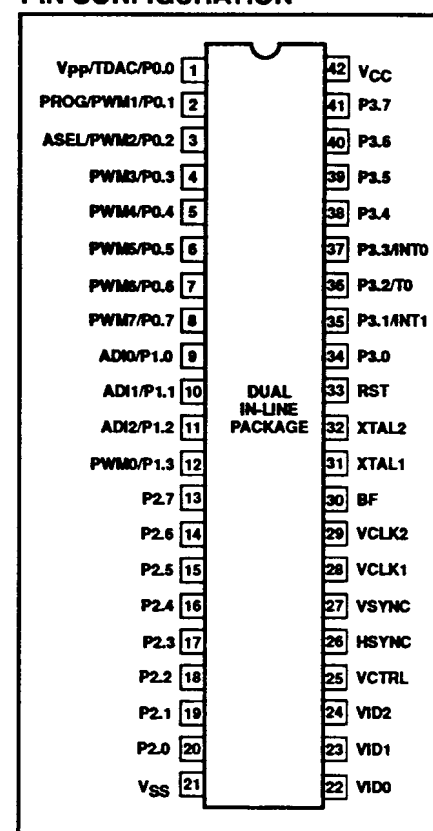 PIN CONFIGURATION
VPP/TDAC/P0.0 1 42 VCC
PROG/PWM1/P0.1 2 41 P3.7
ASEL/PWM2/P0.2 3 40 P3.6
PWM3/P0.3 4 39 P3.5
PWM4/P0.4 5 38 P3.4
PWM5/P0.5 6 37 P3.3/INT0
PWM6/P0.6 7 36 P3.2/T0
PWM7/P0.7 8 35 P3.1/INT1
ADI0/P1.0 9 34 P3.0
ADI1/P1.1 10 DUAL 33 RST
IN-LINE
ADI2/P1.2 11 PACKAGE 32 XTAL2
PWM0/P1.3 12 31 XTAL1
P2.7 13 30 BF
P2.6 14 29 VCLK2
P2.5 15 28 VCLK1
P2.4 16 27 VSYNC
P2.3 17 26 HSYNC
P2.2 18 25 VCTRL
P2.1 19 24 VID2
P2.0 20 23 VID1
VSS 21 22 VID0